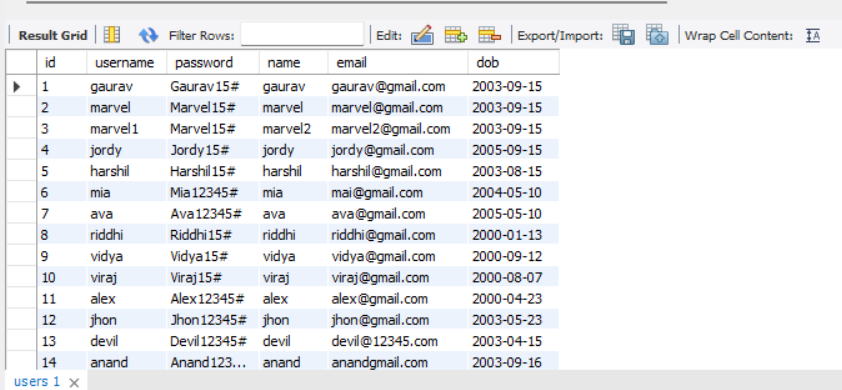 Result Grid Filter Rows: Edit: Export/Import: Wrap Cell Content: IA
id username password name email dob
1 gaurav Gaurav15# gaurav gaurav@gmail.com 2003-09-15
2 marvel Marvel15# marvel marvel@gmail.com 2003-09-15
3 marvel1 Marvel15# marvel2 marvel2@gmail.com 2003-09-15
4 jordy Jordy15# jordy jordy@gmail.com 2005-09-15
5 harshil Harshil15# harshil harshil@gmail.com 2003-08-15
6 mia Mia12345# mia mai@gmail.com 2004-05-10
7 ava Ava12345# ava ava@gmail.com 2005-05-10
8 riddhi Riddhi15# riddhi riddhi@gmail.com 2000-01-13
9 vidya Vidya15# vidya vidya@gmail.com 2000-09-12
10 viraj Viraj15# viraj viraj@gmail.com 2000-08-07
11 alex Alex12345# alex alex@gmail.com 2000-04-23
12 jhon Jhon12345# jhon jhon@gmail.com 2003-05-23
13 devil Devil12345# devil devil@12345.com 2003-04-15
14 anand Anand123... anand anandgmail.com 2003-09-16
users 1